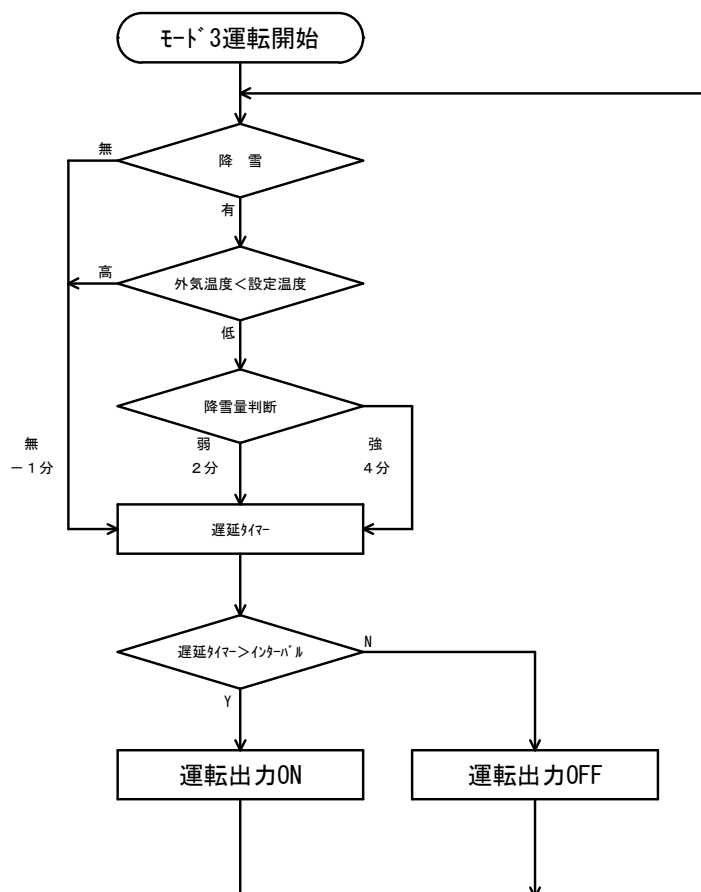 ﾓｰﾄﾞ3運転開始
無
降　雪
有
高
外気温度＜設定温度
低
降雪量判断
無
－１分
弱
２分
強
４分
遅延ﾀｲﾏｰ
遅延ﾀｲﾏｰ＞ｲﾝﾀｰﾊﾞﾙ
N
Y
運転出力ON
運転出力OFF